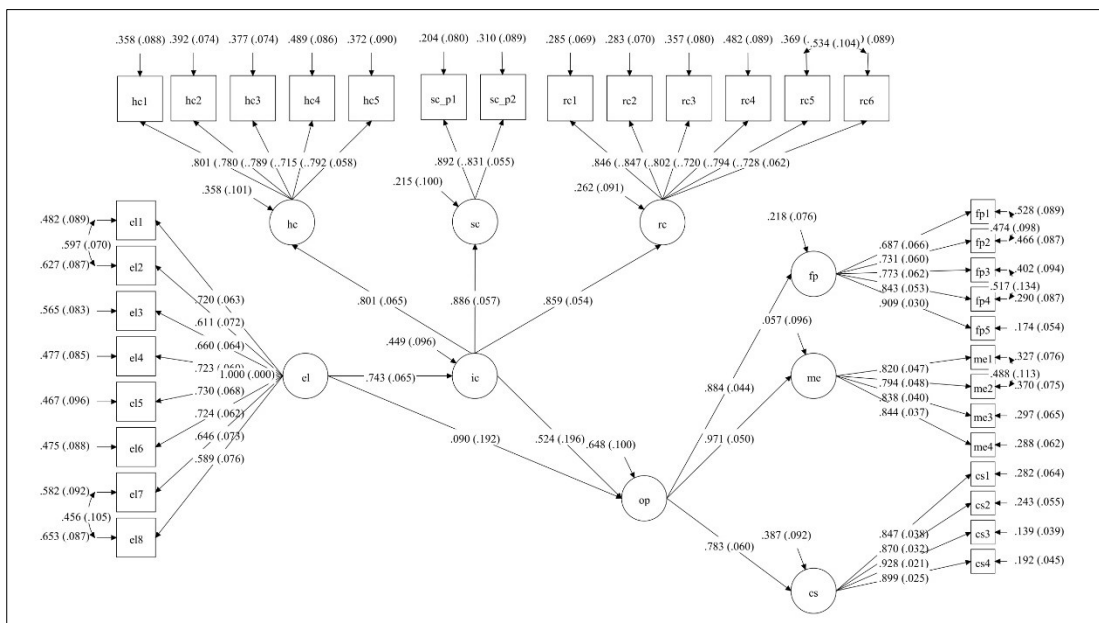 .358 (.088) .392 (.074) .377 (.074) .489 (.086) .372 (.090) .204 (.080) .310 (.089) .285 (.069) .283 (.070) .357 (.080) .482 (.089) .369 (.534 (.104) (.089)
hc1 hc2 hc3 hc4 hc5 sc_p1 sc_p2 rc1 rc2 rc3 rc4 rc5 rc6
.801 (.780 (.789 (.715 (.792 (.058) .892 (.831 (.055) .846 (.847 (.802 (.720 (.794 (.728 (.062)
.358 (.101) .215 (.100) .262 (.091)
hc sc rc
.482 (.089) el1
.597 (.070)
.627 (.087) el2
.565 (.083) el3
.477 (.085) el4
.467 (.096) el5
.475 (.088) el6
.582 (.092) el7
.456 (.105)
.653 (.087) el8
.720 (.063)
.611 (.072)
.660 (.064)
.723
1.000 (.000)
.730 (.068)
.724 (.062)
.646 (.073)
.589 (.076)
el
.801 (.065) .886 (.057) .859 (.054)
.449 (.096)
.743 (.065) ic
.090 (.192) .524 (.196)
.648 (.100)
op
.884 (.044)
.971 (.050)
.783 (.060)
.218 (.076)
fp
.687 (.066)
.731 (.060)
.773 (.062)
.843 (.053)
.909 (.030)
fp1 .528 (.089)
.474 (.098)
fp2 .466 (.087)
fp3 .402 (.094)
.517 (.134)
fp4 .290 (.087)
fp5 .174 (.054)
.057 (.096)
me
.820 (.047)
.794 (.048)
.838 (.040)
.844 (.037)
me1 .327 (.076)
.488 (.113)
me2 .370 (.075)
me3 .297 (.065)
me4 .288 (.062)
.387 (.092)
cs
.847 (.038)
.870 (.032)
.928 (.021)
.899 (.025)
cs1 .282 (.064)
cs2 .243 (.055)
cs3 .139 (.039)
cs4 .192 (.045)